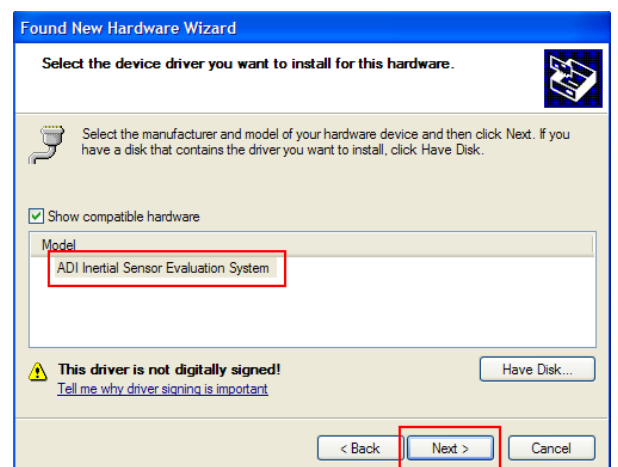 Found New Hardware Wizard
Select the device driver you want to install for this hardware.
Select the manufacturer and model of your hardware device and then click Next. If you
have a disk that contains the driver you want to install, click Have Disk.
Show compatible hardware
Model
ADI Inertial Sensor Evaluation System
This driver is not digitally signed!
Have Disk...
Tell me why driver signing is important
< Back
Next >
Cancel